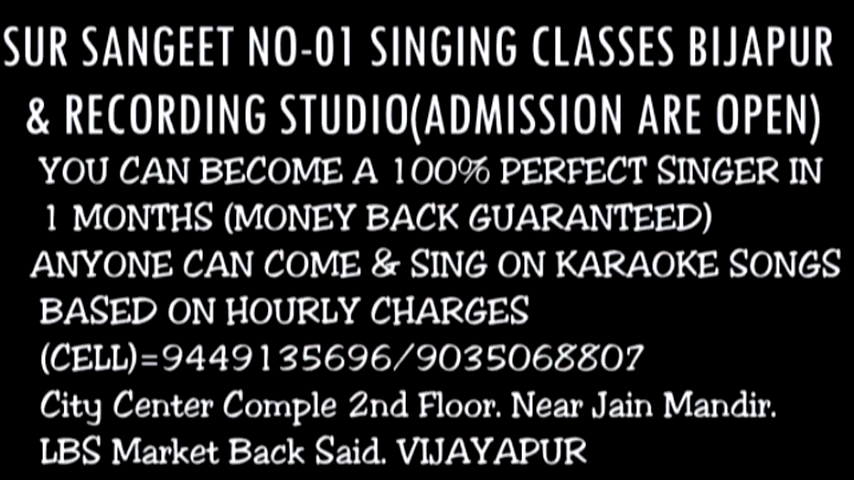 SUR SANGEET NO-01 SINGING CLASSES BIJAPUR
& RECORDING STUDIO(ADMISSION ARE OPEN)
YOU CAN BECOME A 100% PERFECT SINGER IN
1 MONTHS (MONEY BACK GUARANTEED)
ANYONE CAN COME & SING ON KARAOKE SONGS
BASED ON HOURLY CHARGES
(CELL)=9449135696/9035068807
City Center Comple 2nd Floor. Near Jain Mandir.
LBS Market Back Said. VIJAYAPUR